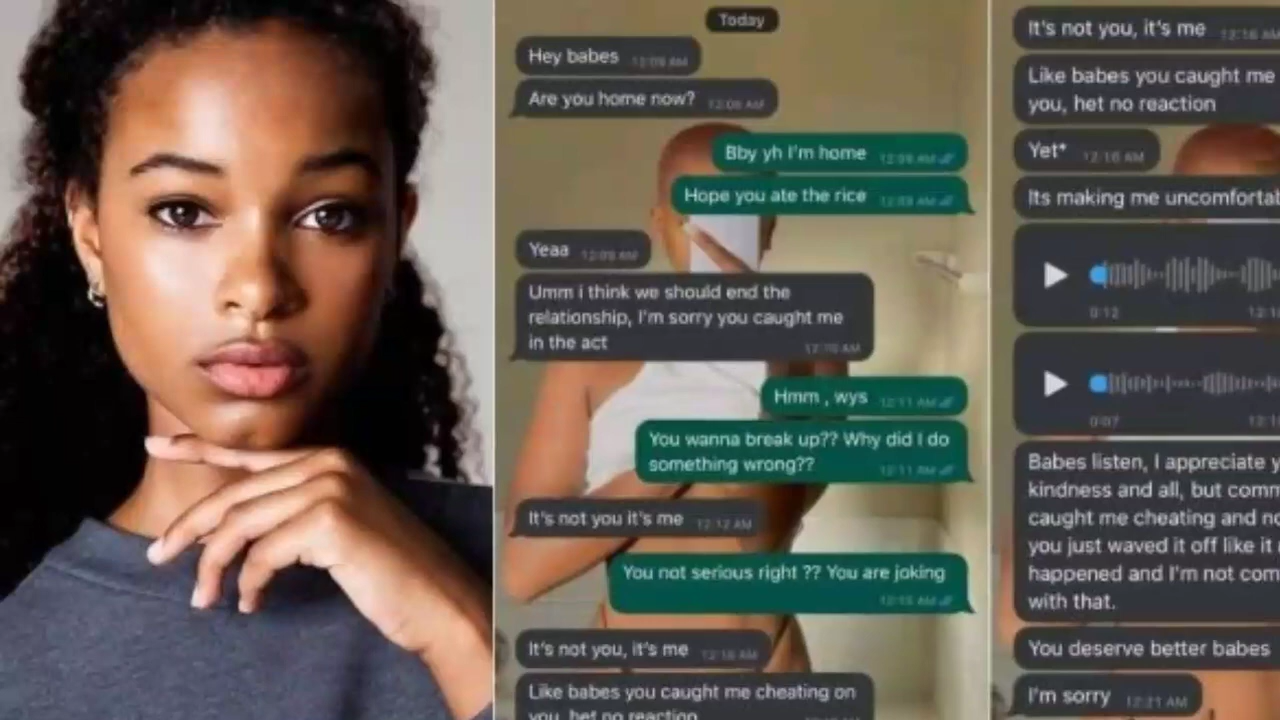 Today
Hey babes 12:09 AM
Are you home now? 12:09 AM
Bby yh I'm home 12:09 AM
Hope you ate the rice 12:09 AM
Yeaa 12:09 AM
Umm i think we should end the
relationship, I'm sorry you caught me
in the act
Hmm , wys 12:11 AM
You wanna break up?? Why did I do
something wrong?? 12:11 AM
It's not you it's me 12:12 AM
You not serious right ?? You are joking
It's not you, it's me 12:16 AM
Like babes you caught me cheating on
you, het no reaction
It's not you, it's me 12:16 AM
Like babes you caught me
you, het no reaction
Yet* 12:16 AM
Its making me uncomfortab
0:12
0:07
Babes listen, I appreciate y
kindness and all, but comm
caught me cheating and no
you just waved it off like it
happened and I'm not com
with that.
You deserve better babes
I'm sorry 12:21 AM